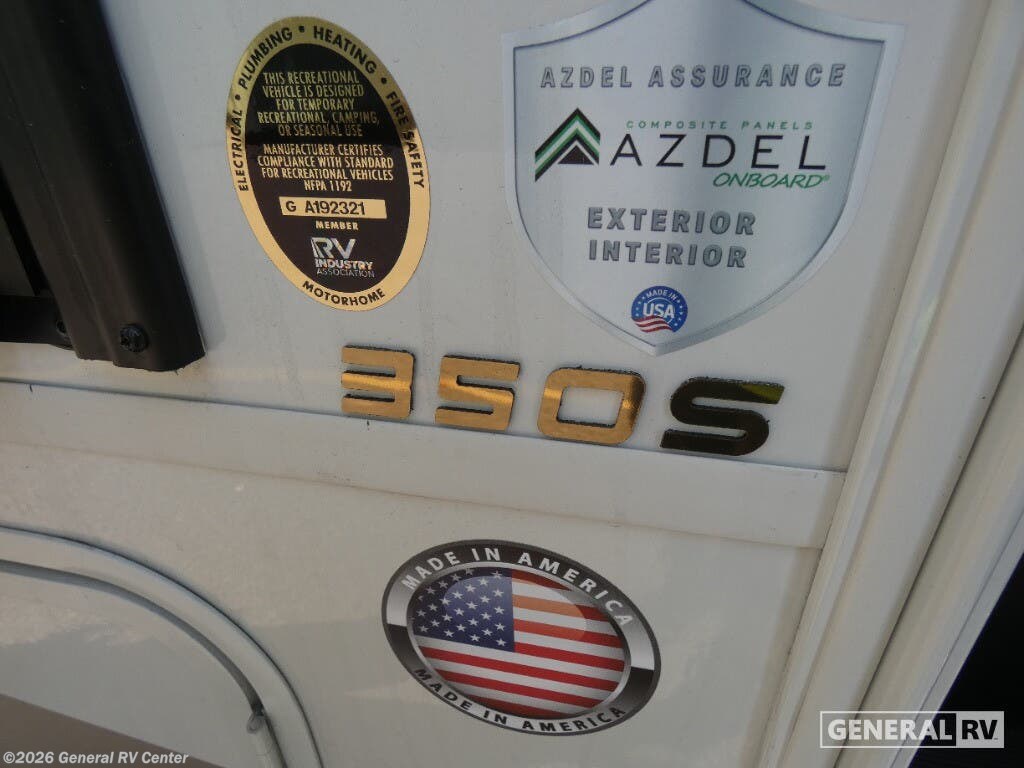 ELECTRICAL • PLUMBING • HEATING • FIRE SAFETY
THIS RECREATIONAL
VEHICLE IS DESIGNED
FOR TEMPORARY
RECREATIONAL, CAMPING,
OR SEASONAL USE
MANUFACTURER CERTIFIES
COMPLIANCE WITH STANDARD
FOR RECREATIONAL VEHICLES
NFPA 1192
G A192321
MEMBER
RV
INDUSTRY
ASSOCIATION
MOTORHOME
AZDEL ASSURANCE
COMPOSITE PANELS
AZDEL
ONBOARD®
EXTERIOR
INTERIOR
MADE IN
USA
350S
MADE IN AMERICA
MADE IN AMERICA
GENERAL RV
©2026 General RV Center